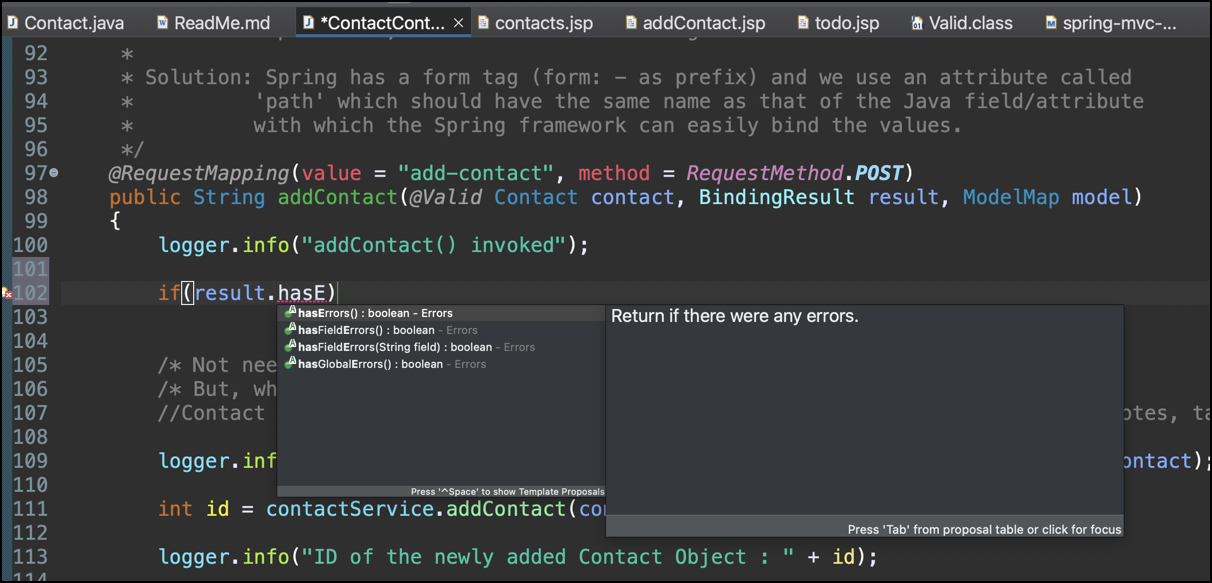 Contact.java ReadMe.md *ContactCont... × contacts.jsp addContact.jsp todo.jsp Valid.class spring-mvc-...
92 *
93 * Solution: Spring has a form tag (form: - as prefix) and we use an attribute called
94 * 'path' which should have the same name as that of the Java field/attribute
95 * with which the Spring framework can easily bind the values.
96 */
97 @RequestMapping(value = "add-contact", method = RequestMethod.POST)
98 public String addContact(@Valid Contact contact, BindingResult result, ModelMap model)
99 {
100 logger.info("addContact() invoked");
101
102 if(result.hasE)
103 hasErrors() : boolean - Errors Return if there were any errors.
hasFieldErrors() : boolean - Errors
104 hasFieldErrors(String field) : boolean - Errors
105 /* Not nee hasGlobalErrors() : boolean - Errors
106 /* But, wh
107 //Contact otes, ta
108
109 logger.inf ontact);
110 Press '^Space' to show Template Proposals
111 int id = contactService.addContact(co
112 Press 'Tab' from proposal table or click for focus
113 logger.info("ID of the newly added Contact Object : " + id);
114